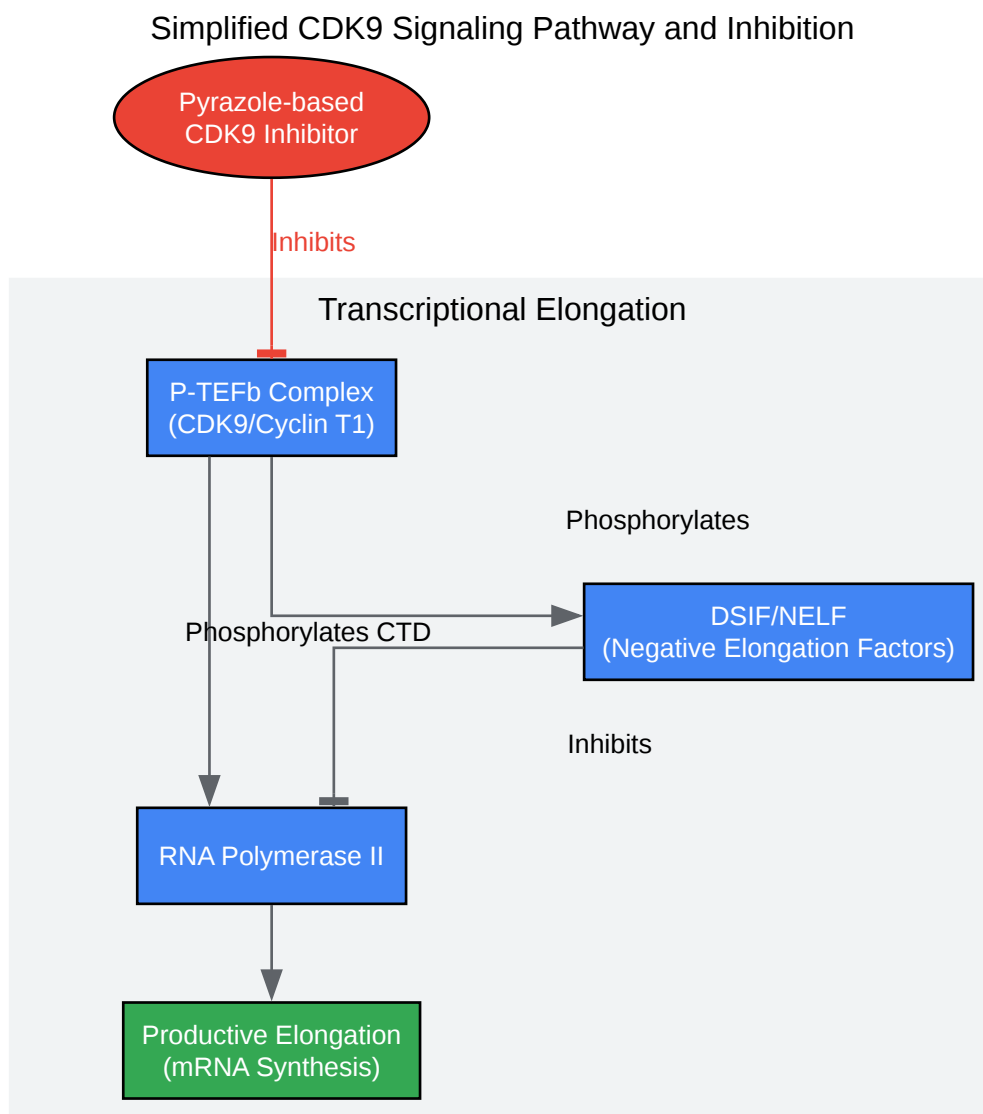 Simplified CDK9 Signaling Pathway and Inhibition
Pyrazole-based
CDK9 Inhibitor
Inhibits
Transcriptional Elongation
P-TEFb Complex
(CDK9/Cyclin T1)
Phosphorylates
DSIF/NELF
(Negative Elongation Factors)
Phosphorylates CTD
Inhibits
RNA Polymerase II
Productive Elongation
(mRNA Synthesis)